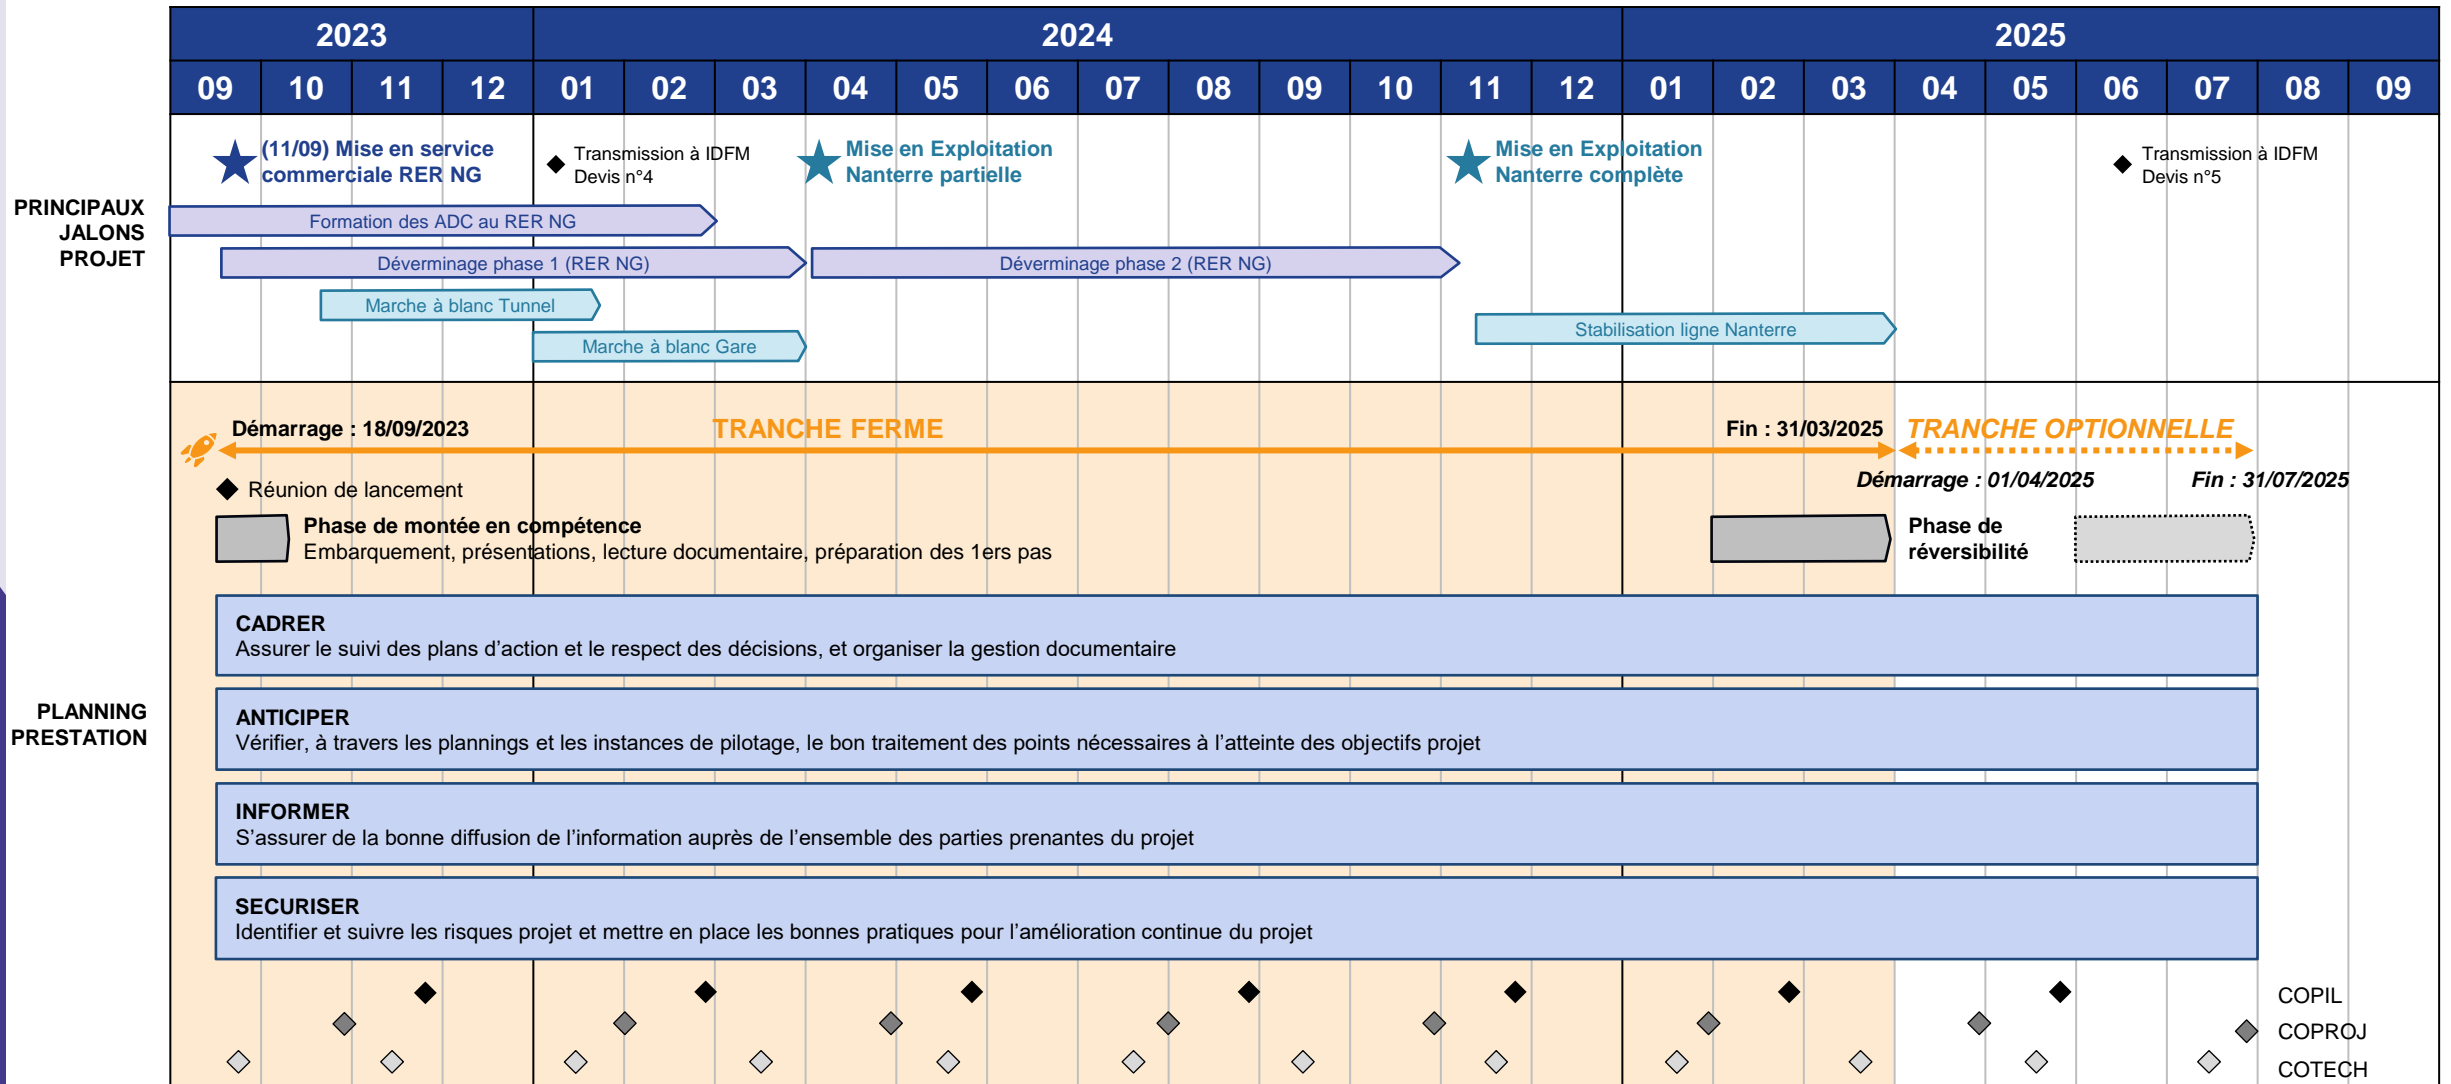 2023 2024 2025
09 10 11 12 01 02 03 04 05 06 07 08 09 10 11 12 01 02 03 04 05 06 07 08 09
PRINCIPAUX
JALONS
PROJET
(11/09) Mise en service
commerciale RER NG
Transmission à IDFM
Devis n°4
Mise en Exploitation
Nanterre partielle
Mise en Exploitation
Nanterre complète
Transmission à IDFM
Devis n°5
Formation des ADC au RER NG
Déverminage phase 1 (RER NG)
Déverminage phase 2 (RER NG)
Marche à blanc Tunnel
Stabilisation ligne Nanterre
Marche à blanc Gare
PLANNING
PRESTATION
Démarrage : 18/09/2023
TRANCHE FERME
Fin : 31/03/2025
TRANCHE OPTIONNELLE
Démarrage : 01/04/2025
Fin : 31/07/2025
Réunion de lancement
Phase de montée en compétence
Embarquement, présentations, lecture documentaire, préparation des 1ers pas
Phase de
réversibilité
CADRER
Assurer le suivi des plans d’action et le respect des décisions, et organiser la gestion documentaire
ANTICIPER
Vérifier, à travers les plannings et les instances de pilotage, le bon traitement des points nécessaires à l’atteinte des objectifs projet
INFORMER
S’assurer de la bonne diffusion de l’information auprès de l’ensemble des parties prenantes du projet
SECURISER
Identifier et suivre les risques projet et mettre en place les bonnes pratiques pour l’amélioration continue du projet
COPIL
COPROJ
COTECH